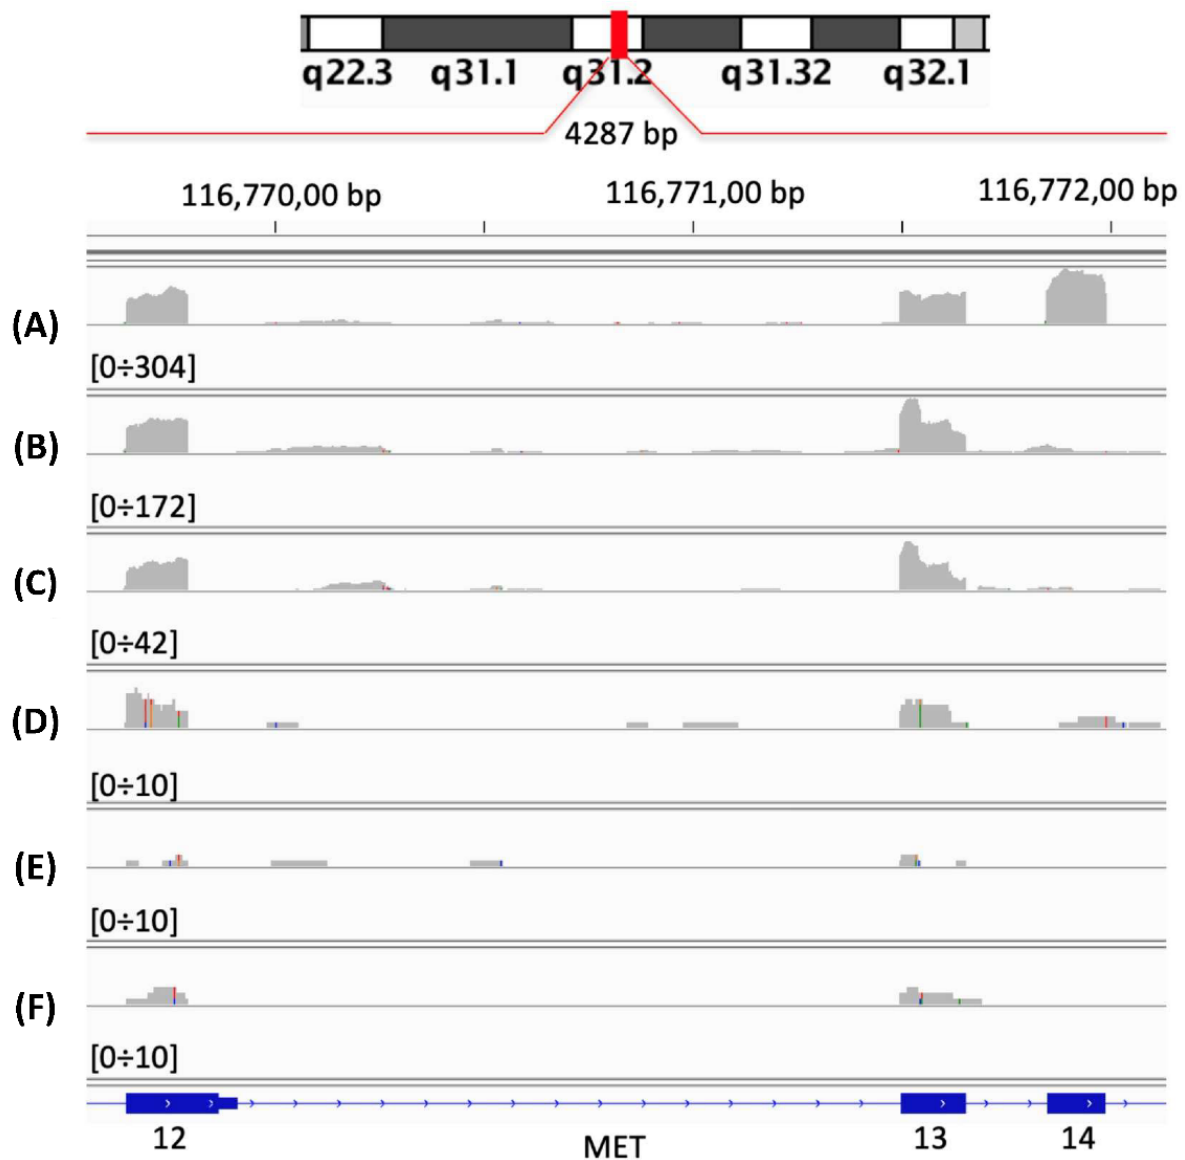 q22.3 q31.1 q31.2 q31.32 q32.1
4287 bp
116,770,00 bp 116,771,00 bp 116,772,00 bp
(A)
[0÷304]
(B)
[0÷172]
(C)
[0÷42]
(D)
[0÷10]
(E)
[0÷10]
(F)
[0÷10]
12 MET 13 14